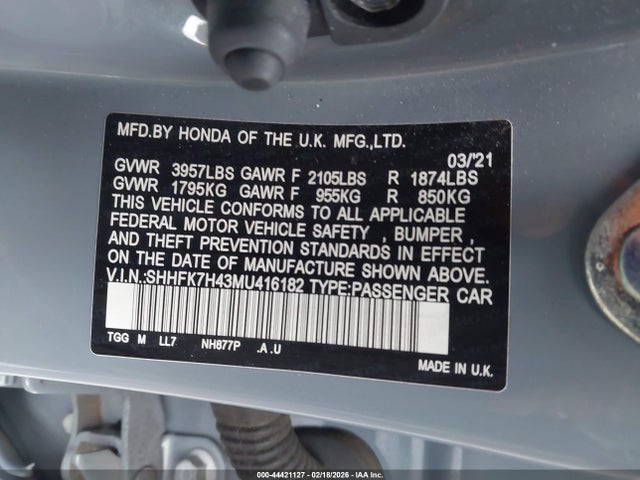 MFD.BY HONDA OF THE U.K. MFG.,LTD.
03/'21
GVWR 3957LBS GAWR F 2105LBS R 1874LBS
GVWR 1795KG GAWR F 955KG R 850KG
THIS VEHICLE CONFORMS TO ALL APPLICABLE
FEDERAL MOTOR VEHICLE SAFETY , BUMPER,
AND THEFT PREVENTION STANDARDS IN EFFECT
ON THE DATE OF MANUFACTURE SHOWN ABOVE.
V.I.N.:SHHFK7H43MU416182 TYPE:PASSENGER CAR
TGG M LL7 NH877P .A .U
MADE IN U.K.
000-44421127 - 02/18/2026 - IAA Inc.